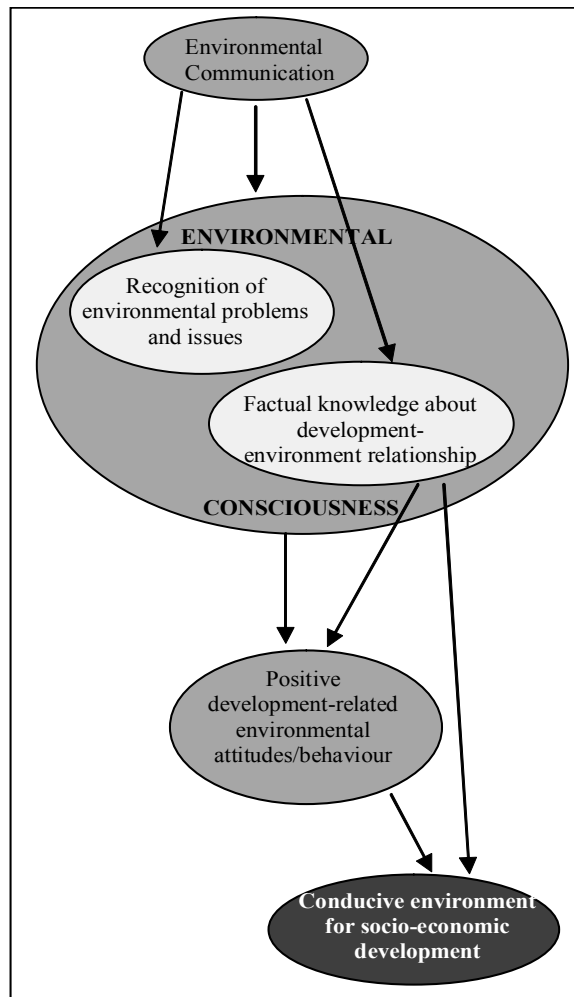 Environmental
Communication
ENVIRONMENTAL
Recognition of
environmental problems
and issues
Factual knowledge about
development-
environment relationship
CONSCIOUSNESS
Positive
development-related
environmental
attitudes/behaviour
Conducive environment
for socio-economic
development